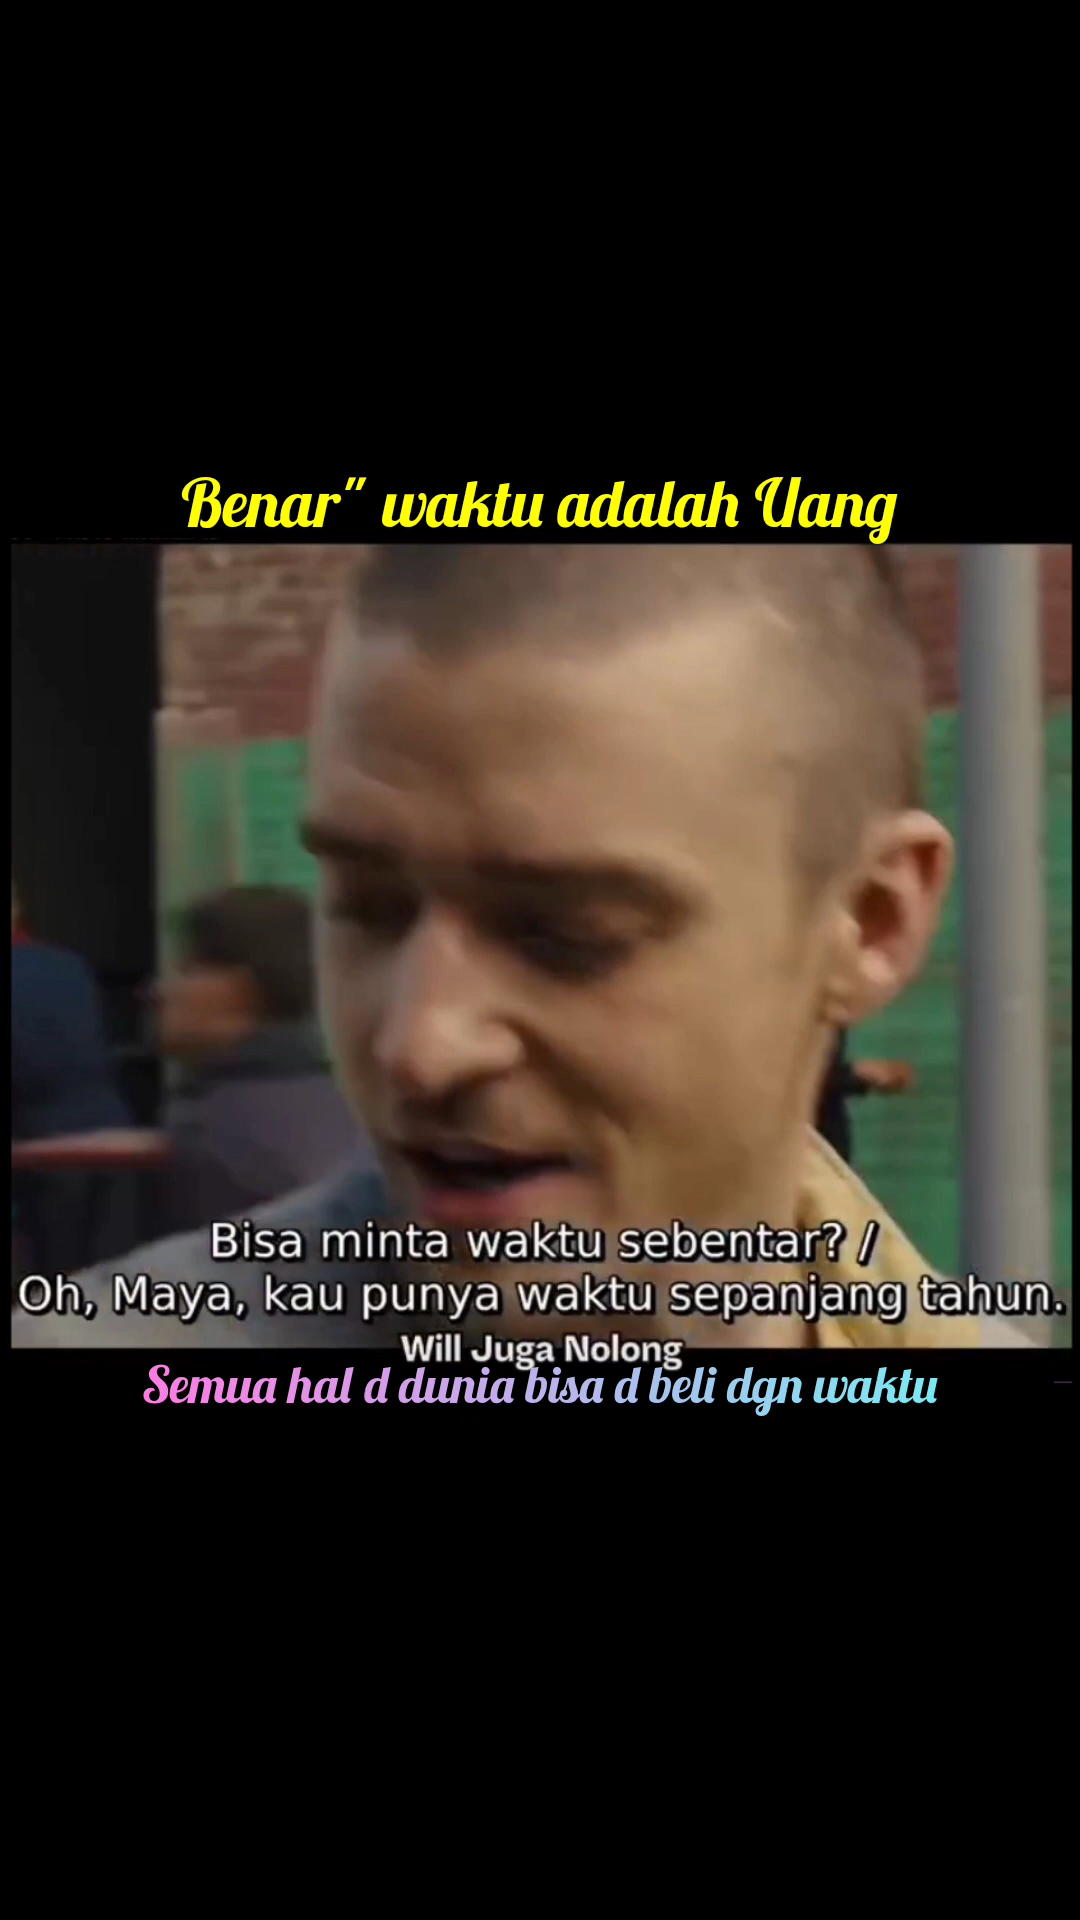 Benar" waktu adalah Uang
Bisa minta waktu sebentar? /
Oh, Maya, kau punya waktu sepanjang tahun.
Will Juga Nolong
Semua hal d dunia bisa d beli dgn waktu